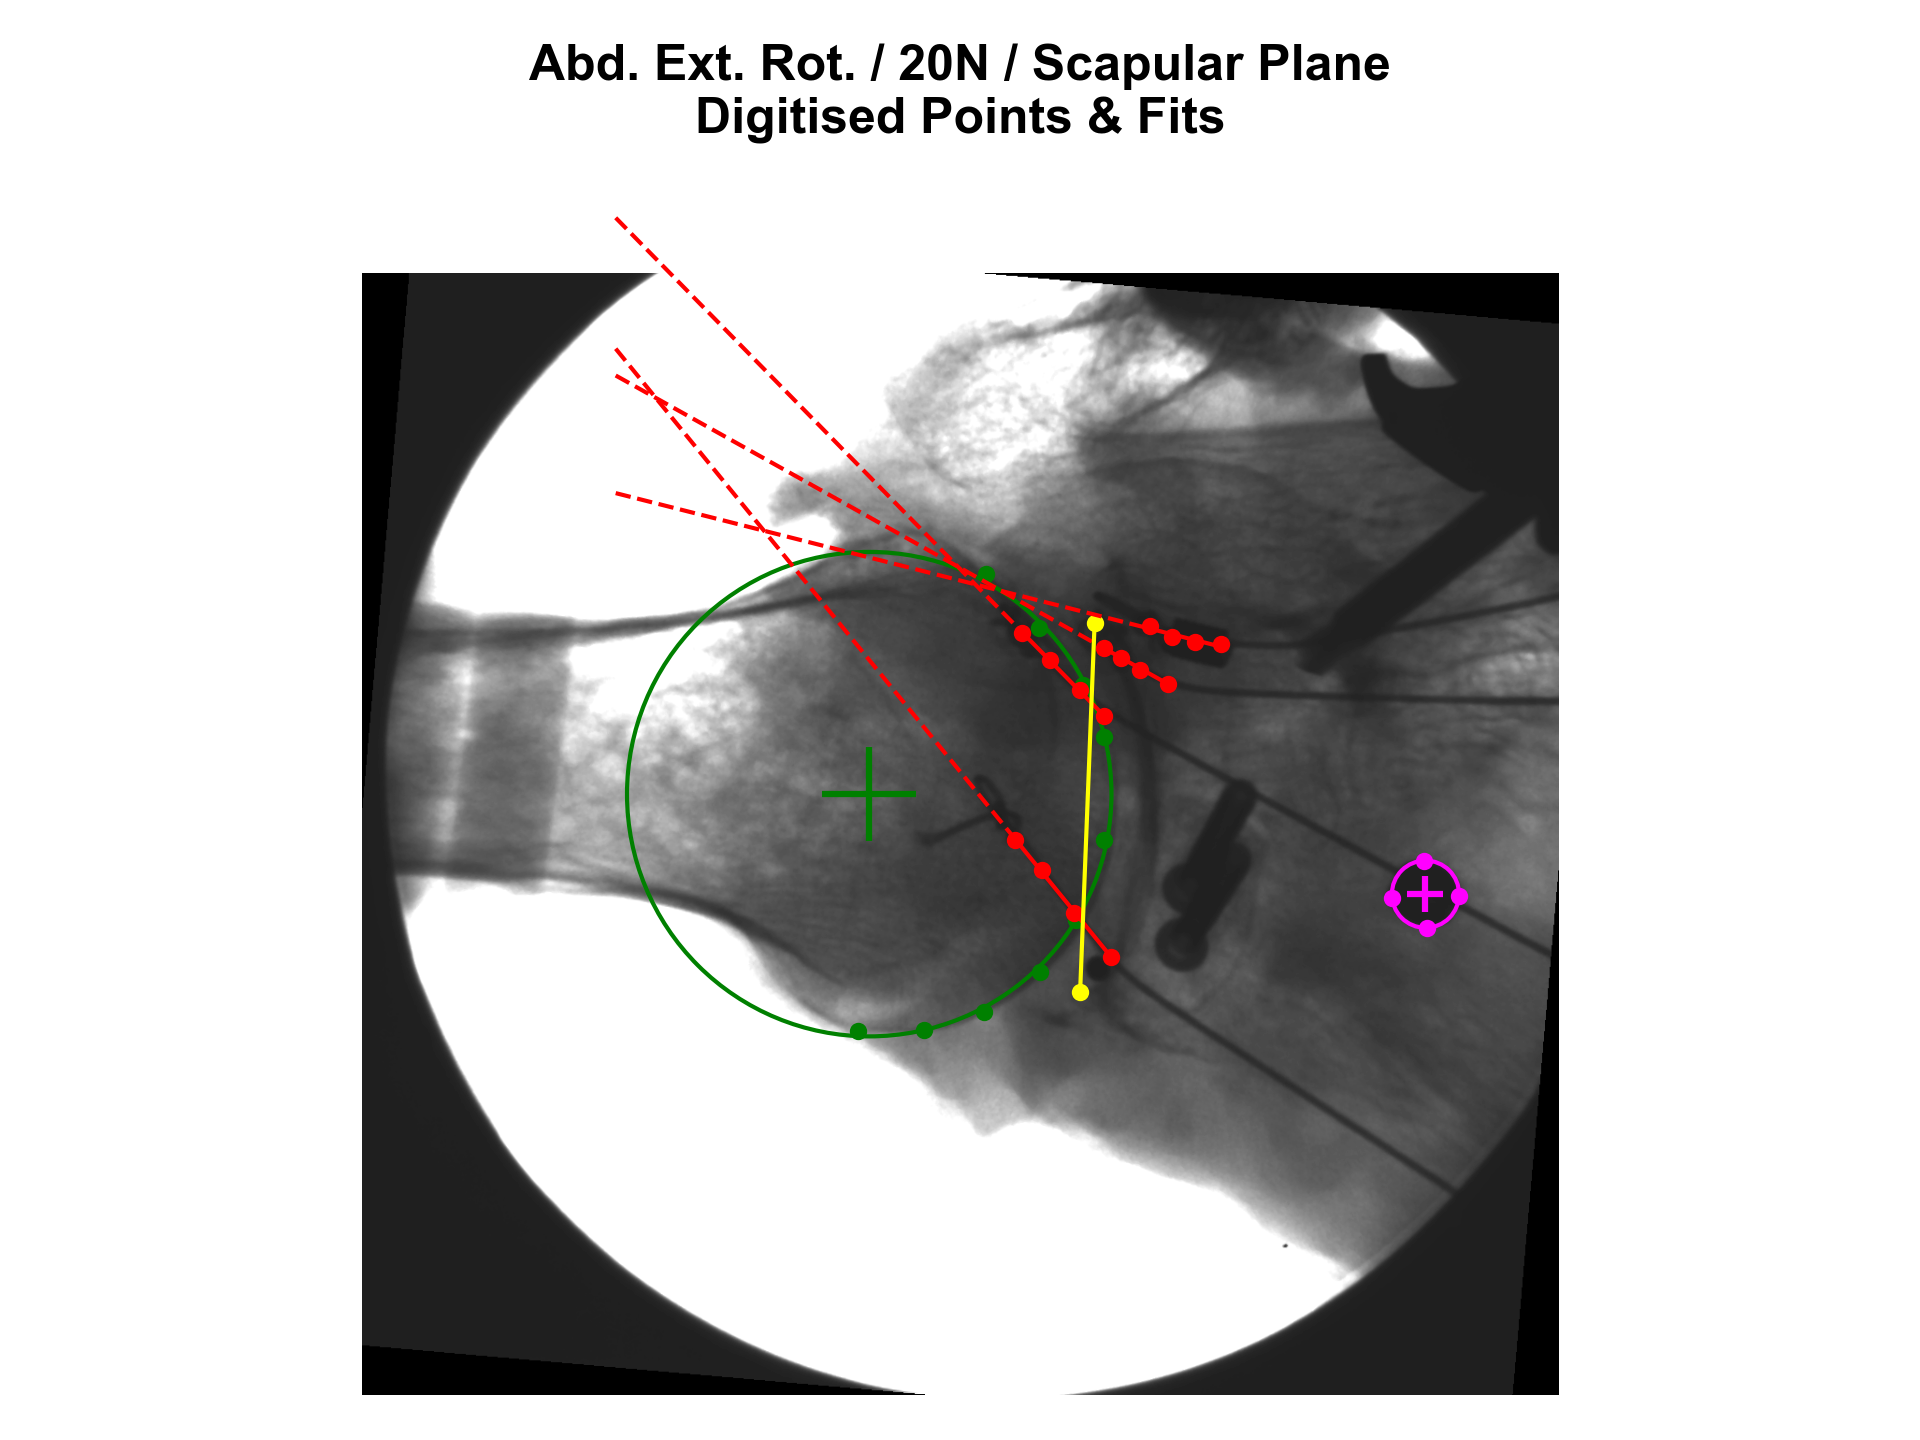 Abd. Ext. Rot. / 20N / Scapular Plane
Digitised Points & Fits